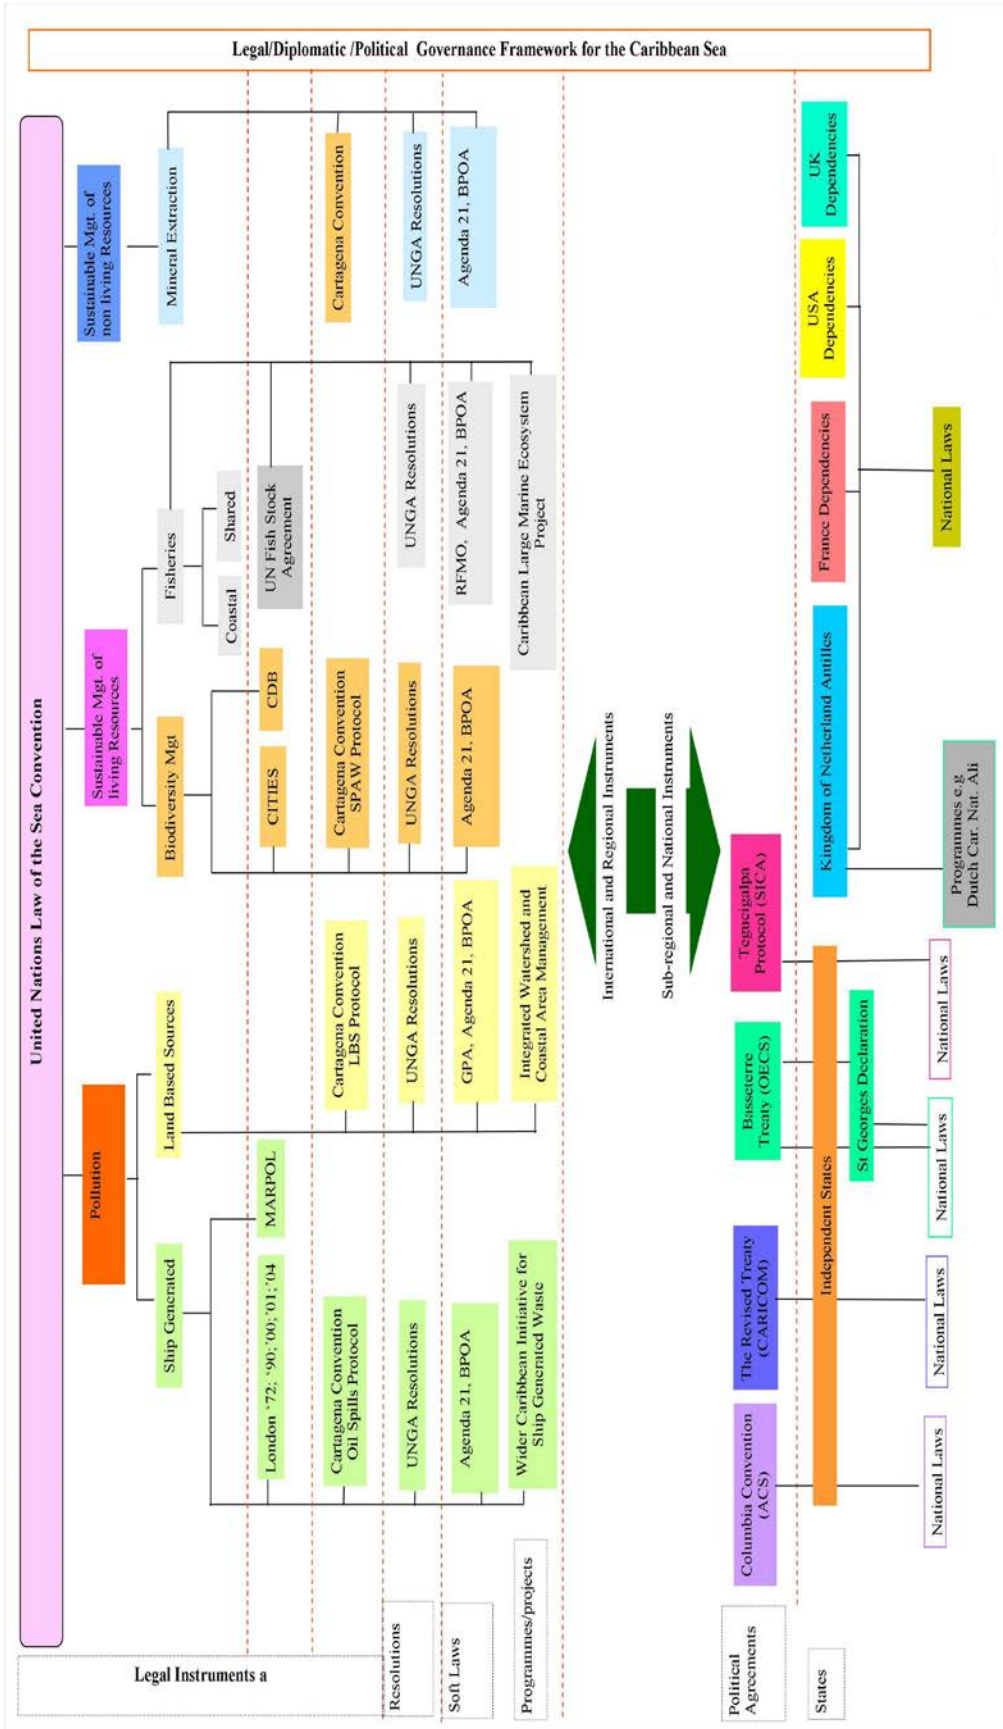 Legal/Diplomatic /Political  Governance Framework for the Caribbean Sea
United Nations Law of the Sea Convention
Pollution
Sustainable Mgt. of
living Resources
Sustainable Mgt. of
non living Resources
Ship Generated
Land Based Sources
Biodiversity Mgt
Fisheries
Mineral Extraction
Coastal
Shared
Legal Instruments a
London '72; '90; '00; '01; '04
MARPOL
CITIES
CDB
UN Fish Stock
Agreement
Cartagena Convention
Oil Spills Protocol
Cartagena Convention
LBS Protocol
Cartagena Convention
SPAW Protocol
Cartagena Convention
Resolutions
UNGA Resolutions
UNGA Resolutions
UNGA Resolutions
UNGA Resolutions
UNGA Resolutions
Soft Laws
Agenda 21, BPOA
GPA, Agenda 21, BPOA
Agenda 21, BPOA
RFMO, Agenda 21, BPOA
Agenda 21, BPOA
Programmes/projects
Wider Caribbean Initiative for
Ship Generated Waste
Integrated Watershed and
Coastal Area Management
Caribbean Large Marine Ecosystem
Project
International and Regional Instruments
Sub-regional and National Instruments
Political
Agreements
Columbia Convention
(ACS)
The Revised Treaty
(CARICOM)
Basseterre
Treaty (OECS)
Tegucigalpa
Protocol (SICA)
States
Independent States
Kingdom of Netherland Antilles
France Dependencies
USA
Dependencies
UK
Dependencies
St Georges Declaration
National Laws
National Laws
National Laws
National Laws
Programmes e.g
Dutch Car. Nat. Ali
National Laws